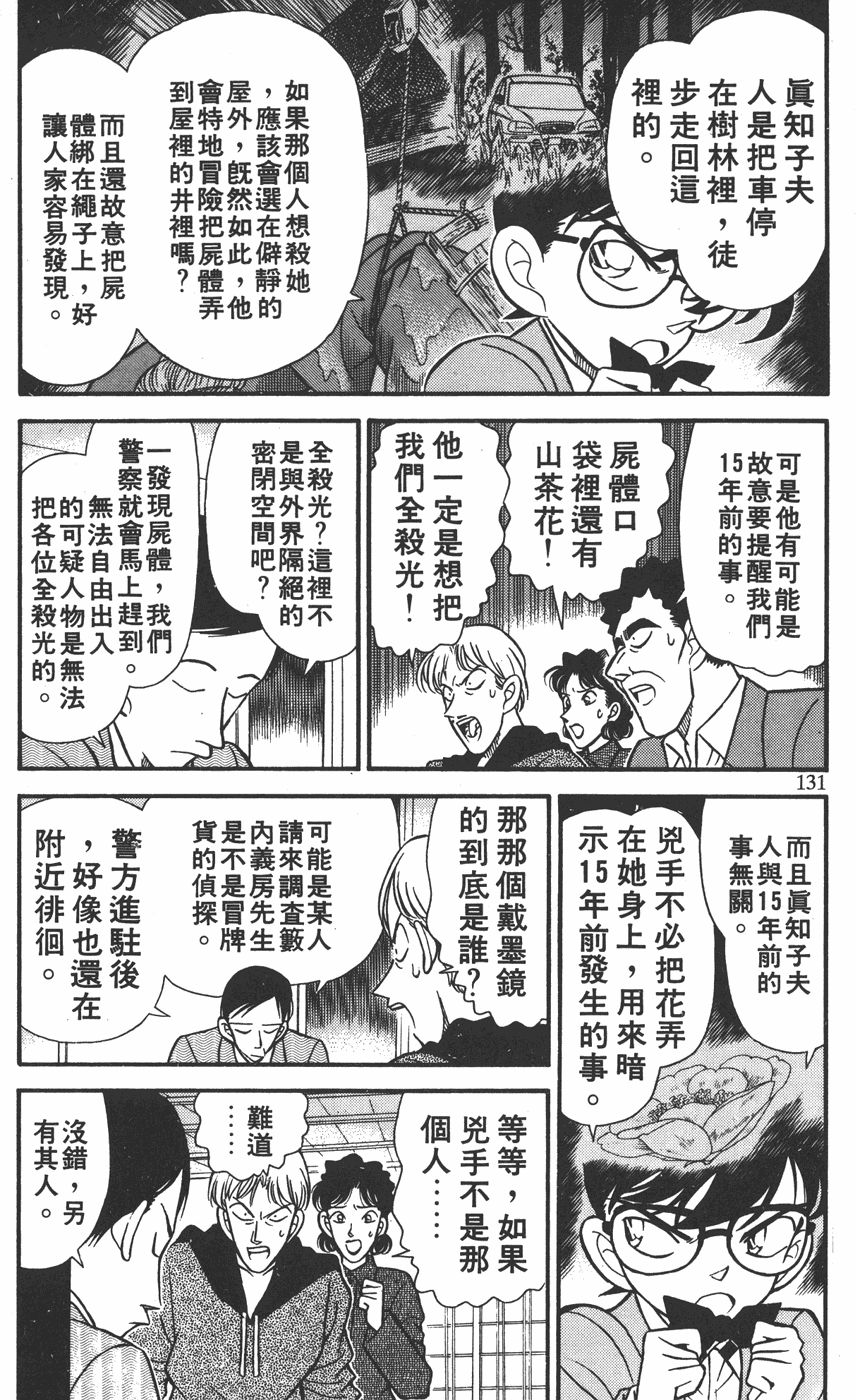 眞知子夫
人是把車停
在樹林裡，徒
步走回這
裡的。
如果那個人想殺她
，應該會選在僻靜的
屋外，旣然如此，他
會特地冒險把屍體弄
到屋裡的井裡嗎？
而且還故意把屍
體綁在繩子上，好
讓人家容易發現。
可是他有可能是
故意要提醒我們
15年前的事。
屍體口
袋裡還有
山茶花！
他一定是想把
我們全殺光！
全殺光？這裡不
是與外界隔絕的
密閉空間吧？
一發現屍體，我們
警察就會馬上趕到。
無法自由出入
的可疑人物是無法
把各位全殺光的。
131
而且眞知子夫
人與15年前的
事無關。
兇手不必把花弄
在她身上，用來暗
示15年前發生的事。
那那個戴墨鏡
的到底是誰？
可能是某人
請來調查籔
內義房先生
是不是冒牌
貨的偵探。
警方進駐後
，好像也還在
附近徘徊。
等等，如果
兇手不是那
個人……
難道
……
沒錯，另
有其人。